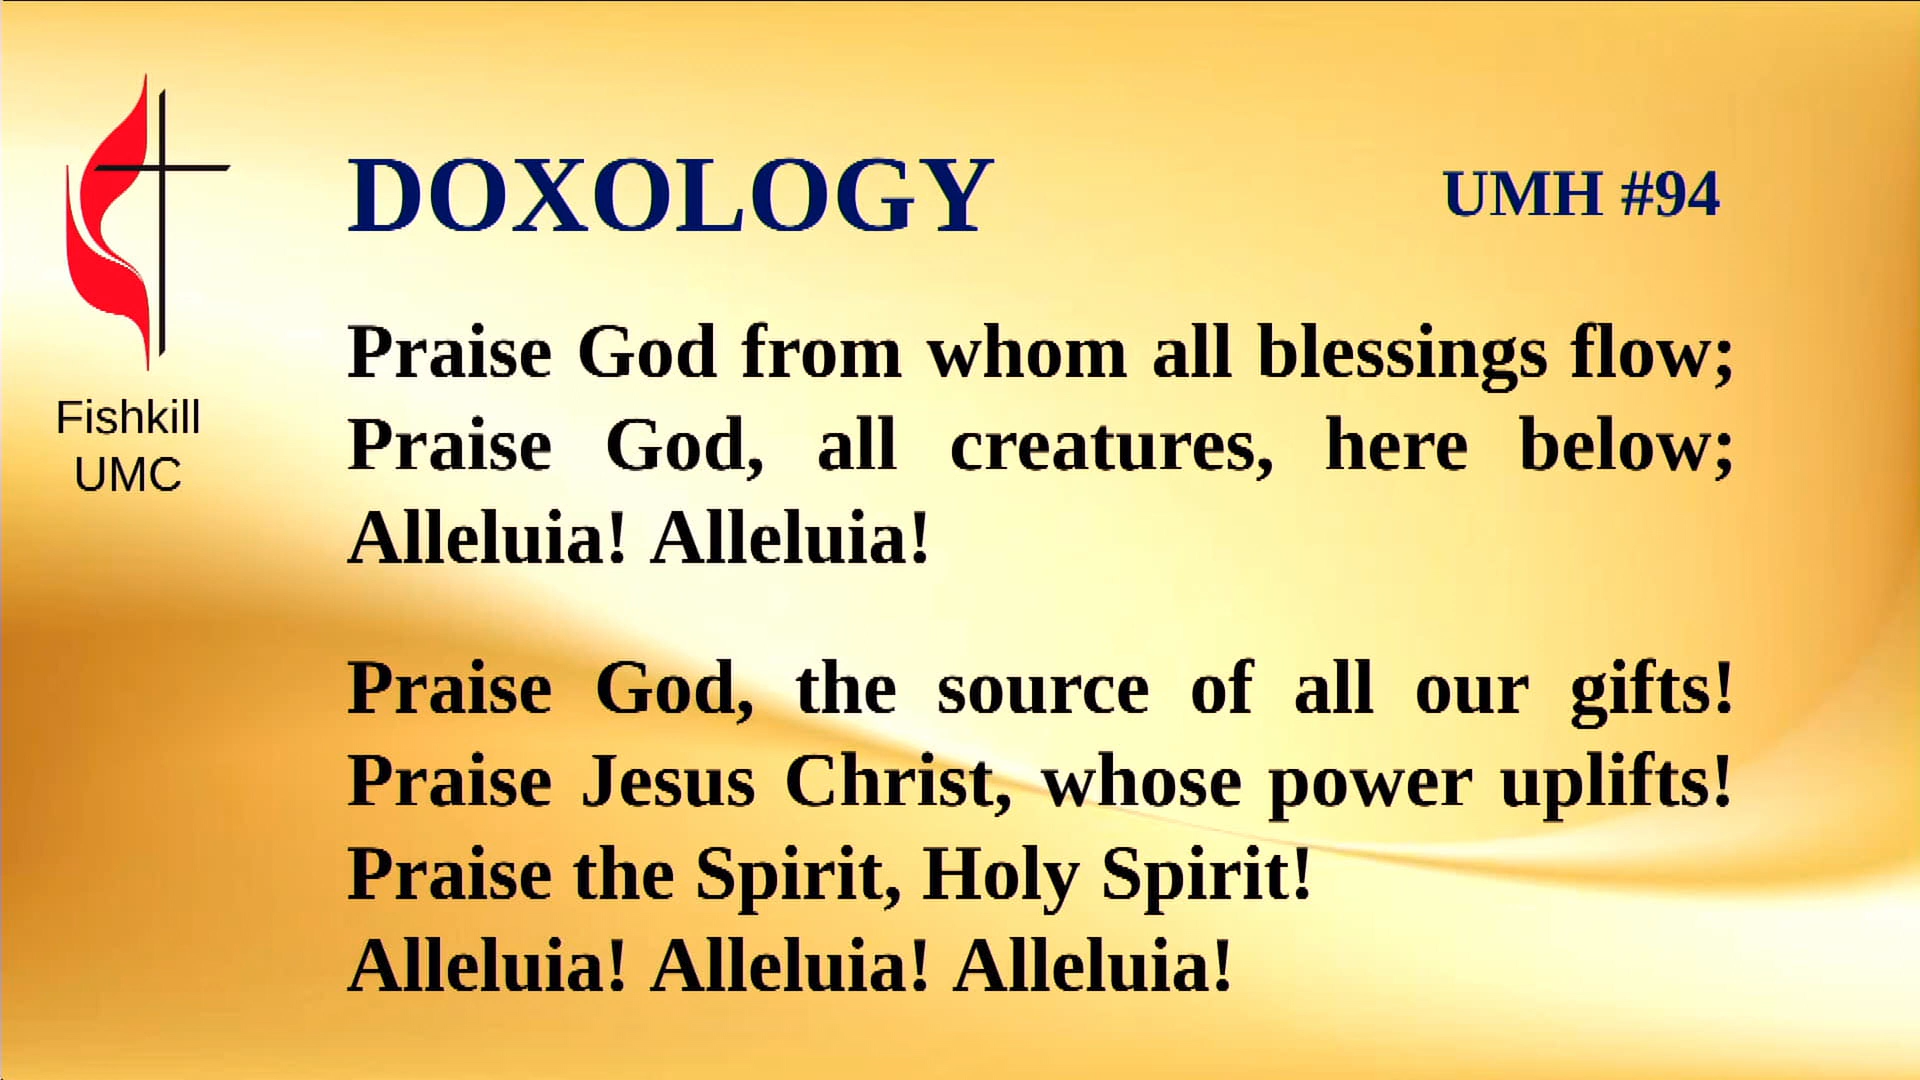 DOXOLOGY
UMH #94
Fishkill
UMC
Praise God from whom all blessings flow;
Praise God, all creatures, here below;
Alleluia! Alleluia!
Praise God, the source of all our gifts!
Praise Jesus Christ, whose power uplifts!
Praise the Spirit, Holy Spirit!
Alleluia! Alleluia! Alleluia!